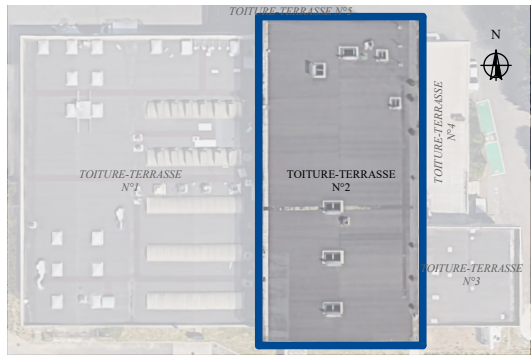 TOITURE-TERRASSE N°5
N
TOITURE-TERRASSE
N°4
TOITURE-TERRASSE
N°1
TOITURE-TERRASSE
N°2
TOITURE-TERRASSE
N°3